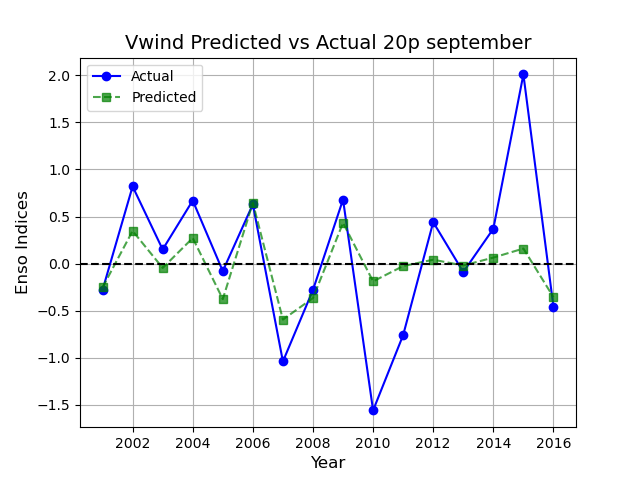 Vwind Predicted vs Actual 20p september
Actual
Predicted
2.0
1.5
1.0
0.5
0.0
−0.5
−1.0
−1.5
Enso Indices
2002 2004 2006 2008 2010 2012 2014 2016
Year